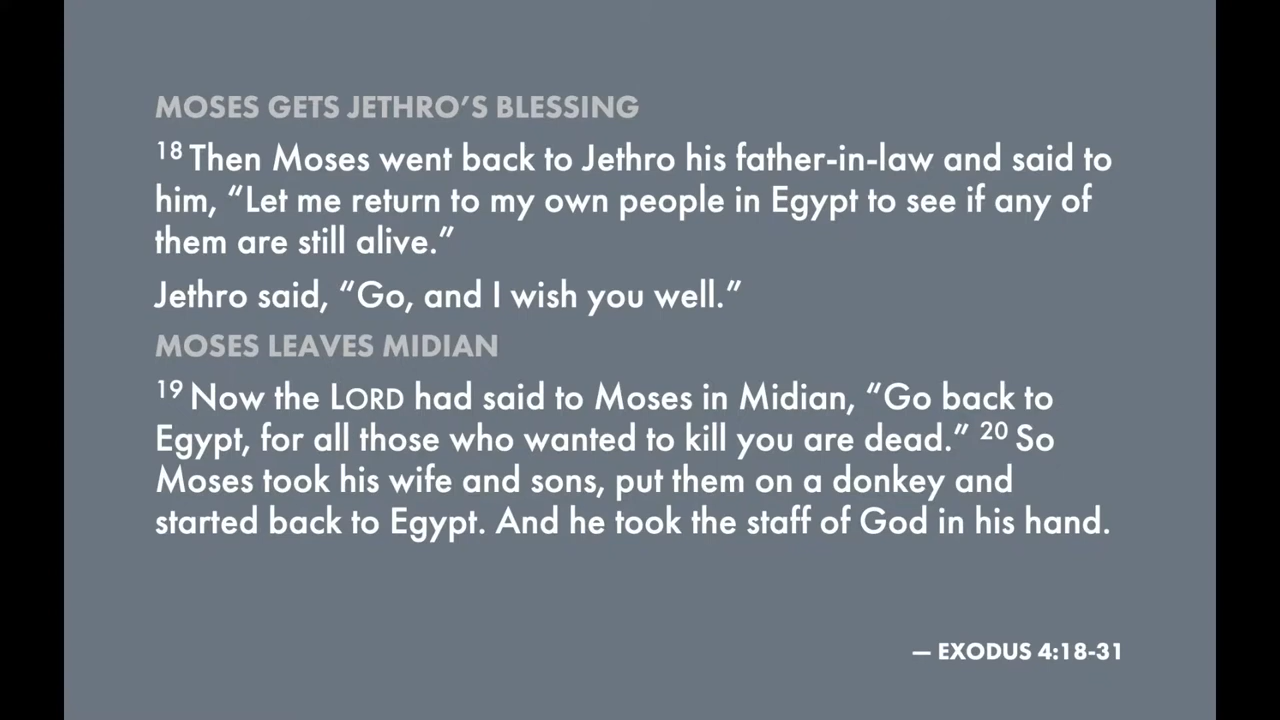 MOSES GETS JETHRO’S BLESSING
18 Then Moses went back to Jethro his father-in-law and said to
him, “Let me return to my own people in Egypt to see if any of
them are still alive.”
Jethro said, “Go, and I wish you well.”
MOSES LEAVES MIDIAN
19 Now the LORD had said to Moses in Midian, “Go back to
Egypt, for all those who wanted to kill you are dead.” 20 So
Moses took his wife and sons, put them on a donkey and
started back to Egypt. And he took the staff of God in his hand.
— EXODUS 4:18-31